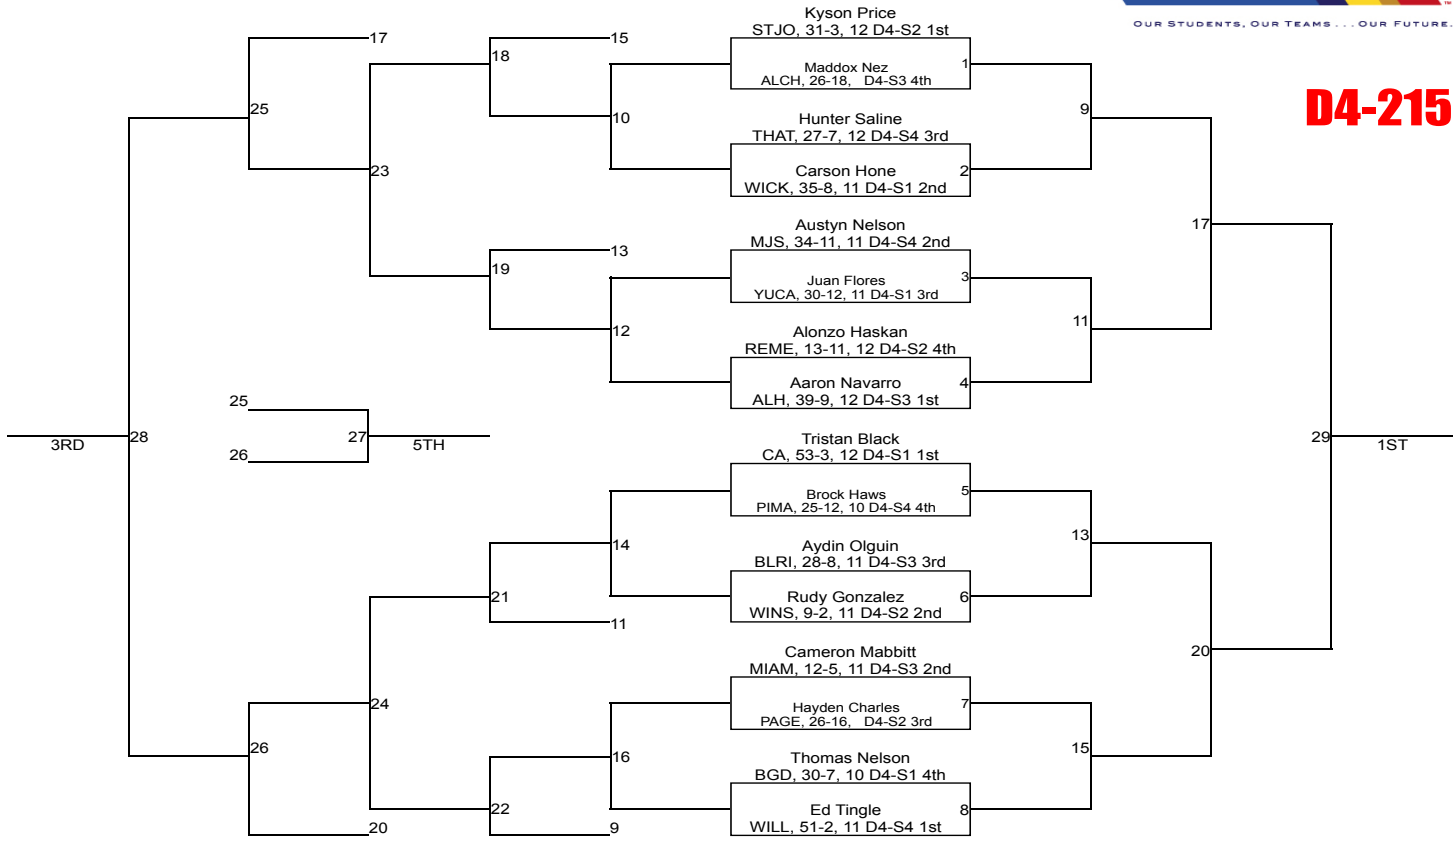 OUR STUDENTS, OUR TEAMS . . . OUR FUTURE.
™
D4-215
Kyson Price
STJO, 31-3, 12 D4-S2 1st
Maddox Nez
ALCH, 26-18, D4-S3 4th
1
Hunter Saline
THAT, 27-7, 12 D4-S4 3rd
Carson Hone
WICK, 35-8, 11 D4-S1 2nd
2
Austyn Nelson
MJS, 34-11, 11 D4-S4 2nd
Juan Flores
YUCA, 30-12, 11 D4-S1 3rd
3
Alonzo Haskan
REME, 13-11, 12 D4-S2 4th
Aaron Navarro
ALH, 39-9, 12 D4-S3 1st
4
Tristan Black
CA, 53-3, 12 D4-S1 1st
Brock Haws
PIMA, 25-12, 10 D4-S4 4th
5
Aydin Olguin
BLRI, 28-8, 11 D4-S3 3rd
Rudy Gonzalez
WINS, 9-2, 11 D4-S2 2nd
6
Cameron Mabbitt
MIAM, 12-5, 11 D4-S3 2nd
Hayden Charles
PAGE, 26-16, D4-S2 3rd
7
Thomas Nelson
BGD, 30-7, 10 D4-S1 4th
Ed Tingle
WILL, 51-2, 11 D4-S4 1st
8
9
11
13
15
17
20
29
1ST
15
10
18
13
12
19
14
11
21
16
9
22
17
23
25
24
20
26
28
3RD
25
26
27
5TH